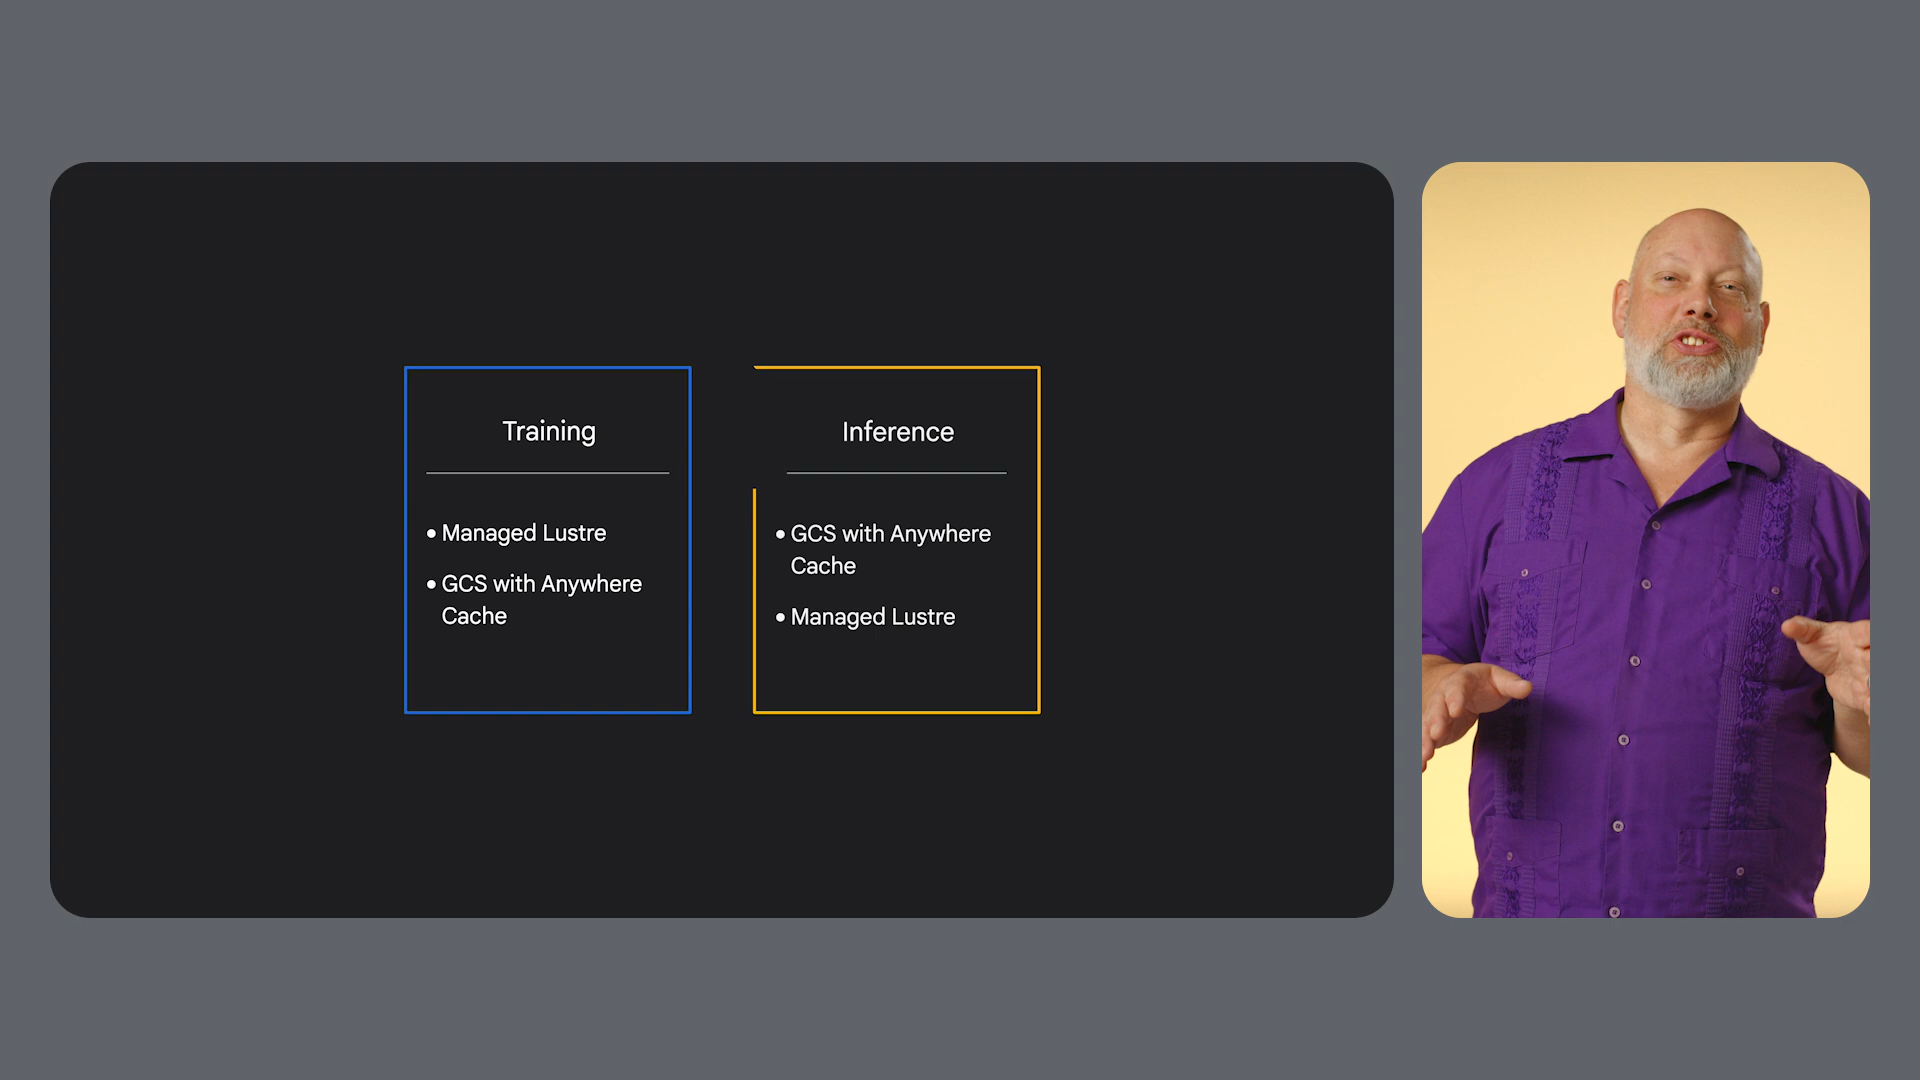 Training
• Managed Lustre
• GCS with Anywhere
Cache
Inference
• GCS with Anywhere
Cache
• Managed Lustre